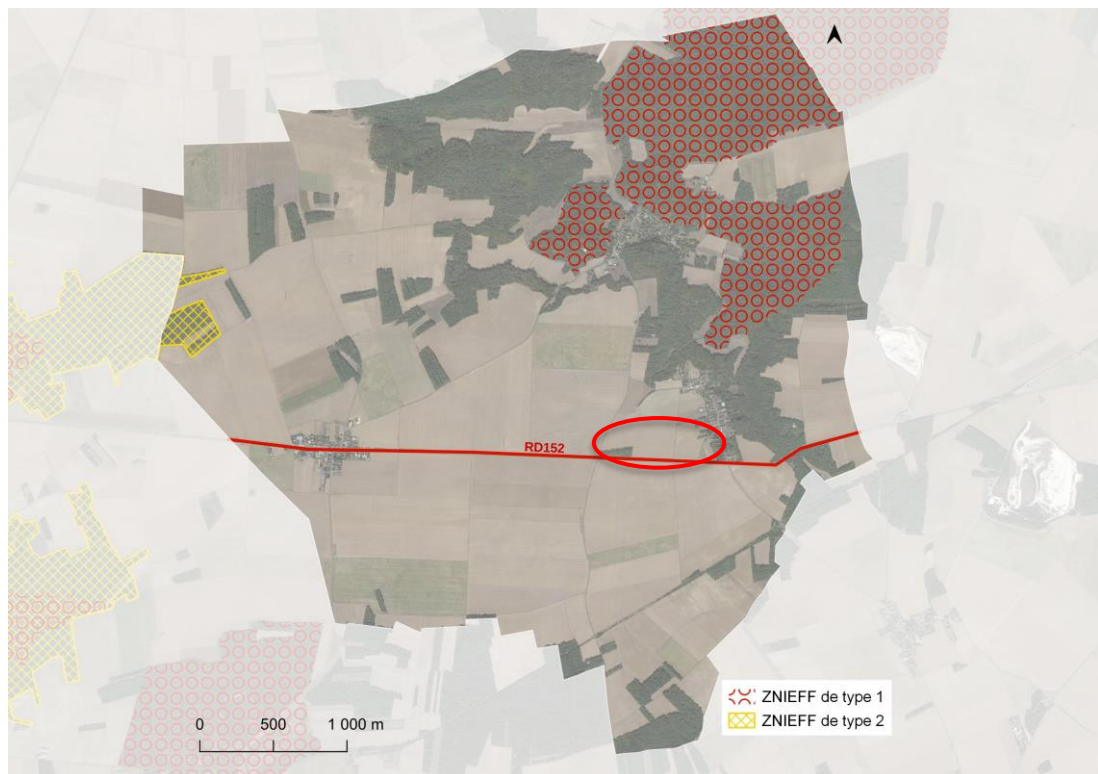 RD152
ZNIEFF de type 1
ZNIEFF de type 2
0 500 1 000 m